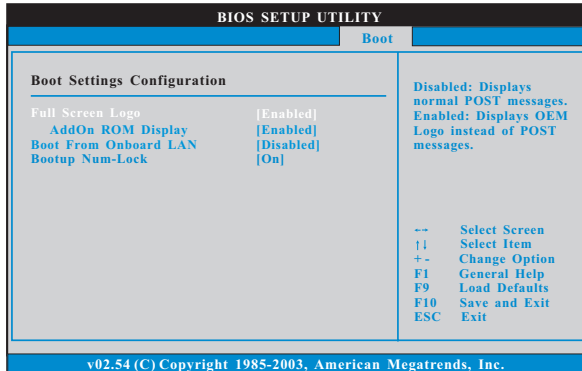 BIOS SETUP UTILITY
Boot
Boot Settings Configuration
Full Screen Logo [Enabled]
AddOn ROM Display [Enabled]
Boot From Onboard LAN [Disabled]
Bootup Num-Lock [On]
Disabled: Displays
normal POST messages.
Enabled: Displays OEM
Logo instead of POST
messages.
←→ Select Screen
↑↓ Select Item
+ - Change Option
F1 General Help
F9 Load Defaults
F10 Save and Exit
ESC Exit
v02.54 (C) Copyright 1985-2003, American Megatrends, Inc.